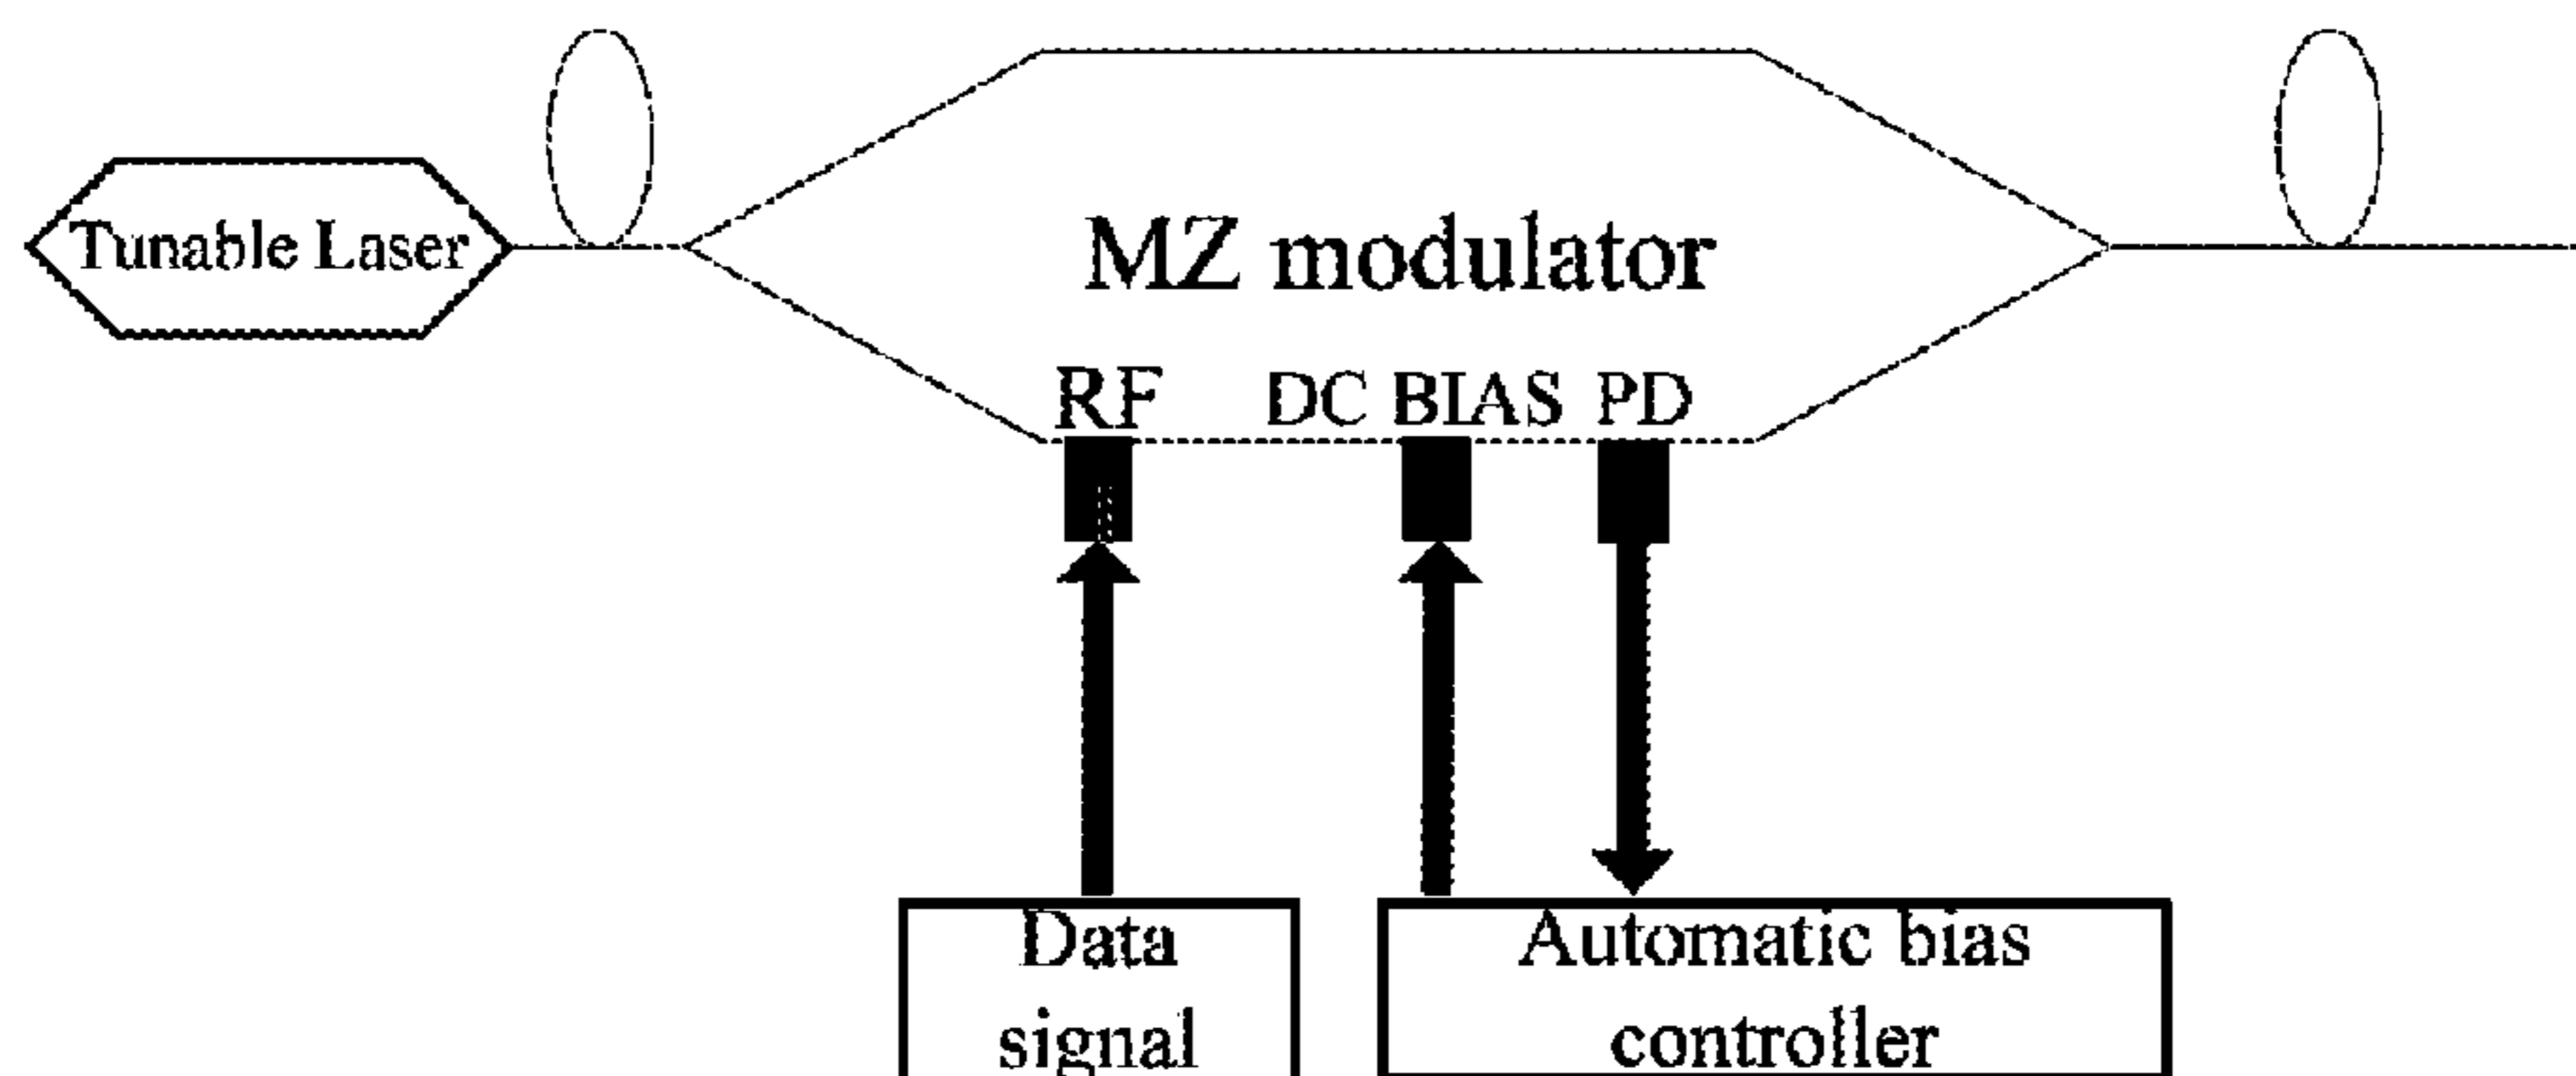 Tunable Laser
MZ modulator
RF
DC BIAS
PD
Data
signal
Automatic bias
controller